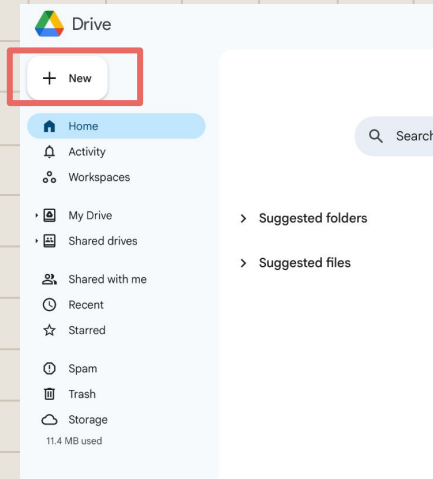 Drive
New
Home
Search
Activity
Workspaces
My Drive
Suggested folders
Shared drives
Suggested files
Shared with me
Recent
Starred
Spam
Trash
Storage
11.4 MB used